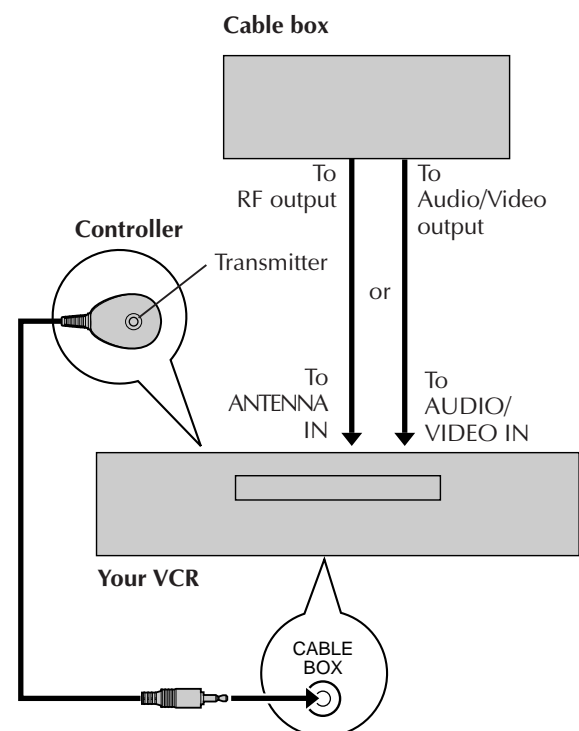 Cable box
To
RF output
To
Audio/Video
output
Controller
Transmitter
or
To
ANTENNA
IN
To
AUDIO/
VIDEO IN
Your VCR
CABLE
BOX